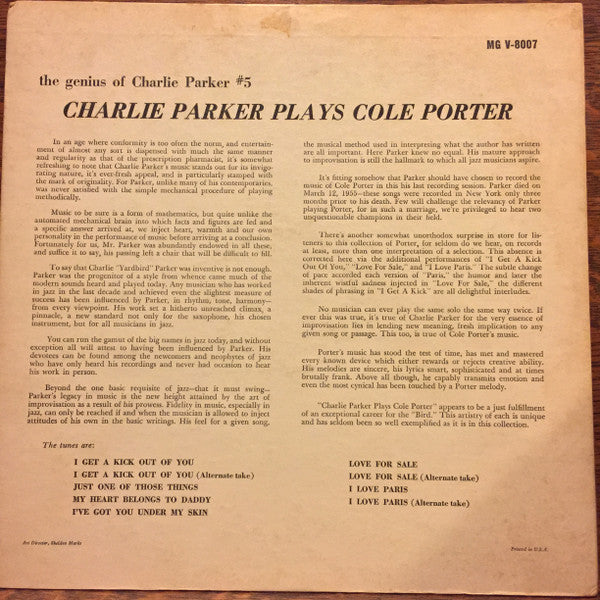 MG V-8007
the genius of Charlie Parker #5
CHARLIE PARKER PLAYS COLE PORTER
In an age where conformity is too often the norm, and entertain-
ment of almost any sort is dispensed with much the same manner
and regularity as that of the prescription pharmacist, it's somewhat
refreshing to note that Charlie Parker's music stands out for its invigo-
rating nature, it's ever-fresh appeal, and is particularly stamped with
the mark of originality. For Parker, unlike many of his contemporaries,
was never satisfied with the simple mechanical procedure of playing
methodically.
Music to be sure is a form of mathematics, but quite unlike the
automated mechanical brain into which facts and figures are fed and
a specific answer arrived at, we inject heart, warmth and our own
personality in the performance of music before arriving at a conclusion.
Fortunately for us, Mr. Parker was abundantly endowed in all these,
and suffice it to say, his passing left a chair that will be difficult to fill.
To say that Charlie "Yardbird" Parker was inventive is not enough.
Parker was the progenitor of a style from whence came much of the
modern sounds heard and played today. Any musician who has worked
in jazz in the last decade and achieved even the slightest measure of
success has been influenced by Parker, in rhythm, tone, harmony—
from every viewpoint. His work set a hitherto unreached climax, a
pinnacle, a new standard not only for the saxophone, his chosen
instrument, but for all musicians in jazz.
You can run the gamut of the big names in jazz today, and without
exception all will attest to having been influenced by Parker. His
devotees can be found among the newcomers and neophytes of jazz
who have only heard his recordings and never had occasion to hear
his work in person.
Beyond the one basic requisite of jazz—that it must swing—
Parker's legacy in music is the new height attained by the art of
improvisation as a result of his prowess. Fidelity in music, especially in
jazz, can only be reached if and when the musician is allowed to inject
attitudes of his own in the basic writings. His feel for a given song,
the musical method used in interpreting what the author has written
are all important. Here Parker knew no equal. His mature approach
to improvisation is still the hallmark to which all jazz musicians aspire.
It's fitting somehow that Parker should have chosen to record the
music of Cole Porter in this his last recording session. Parker died on
March 12, 1955—these songs were recorded in New York only three
months prior to his death. Few will challenge the relevancy of Parker
playing Porter, for in such a marriage, we're privileged to hear two
unquestionable champions in their field.
There's another somewhat unorthodox surprise in store for lis-
teners to this collection of Porter, for seldom do we hear, on records
at least, more than one interpretation of a selection. This absence is
corrected here via the additional performances of "I Get A Kick
Out Of You," "Love For Sale," and "I Love Paris." The subtle change
of pace accorded each version of "Paris," the humor and later the
inherent wistful sadness injected in "Love For Sale," the different
shades of phrasing in "I Get A Kick" are all delightful interludes.
No musician can ever play the same solo the same way twice. If
ever this was true, it's true of Charlie Parker for the very essence of
improvisation lies in lending new meaning, fresh implication to any
given song or passage. This too, is true of Cole Porter's music.
Porter's music has stood the test of time, has met and mastered
every known device which either rewards or rejects creative ability.
His melodies are sincere, his lyrics smart, sophisticated and at times
brutally frank. Above all though, he capably transmits emotion and
even the most cynical has been touched by a Porter melody.
"Charlie Parker Plays Cole Porter" appears to be a just fulfillment
of an exceptional career for the "Bird." This artistry of each is unique
and has seldom been so well exemplified as it is in this collection.
The tunes are:
I GET A KICK OUT OF YOU
I GET A KICK OUT OF YOU (Alternate take)
JUST ONE OF THOSE THINGS
MY HEART BELONGS TO DADDY
I'VE GOT YOU UNDER MY SKIN
LOVE FOR SALE
LOVE FOR SALE (Alternate take)
I LOVE PARIS
I LOVE PARIS (Alternate take)
Art Director, Sheldon Marks
Printed in U.S.A.